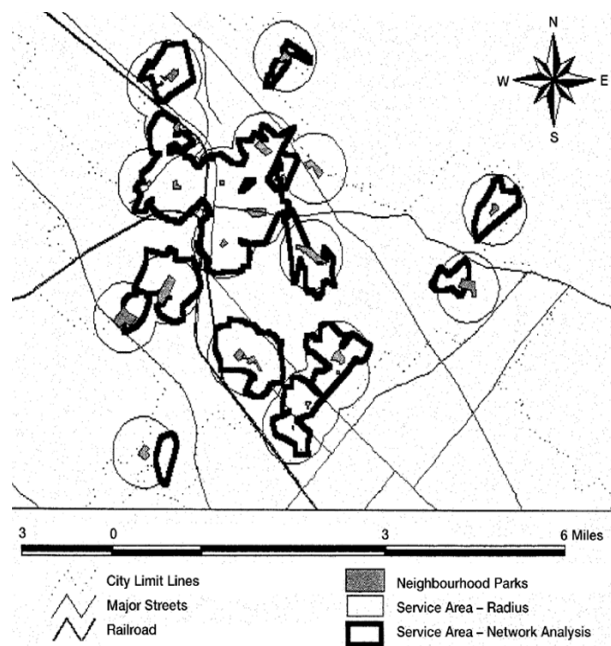 N
W E
S
3 0 3 6 Miles
City Limit Lines
Major Streets
Railroad
Neighbourhood Parks
Service Area – Radius
Service Area – Network Analysis